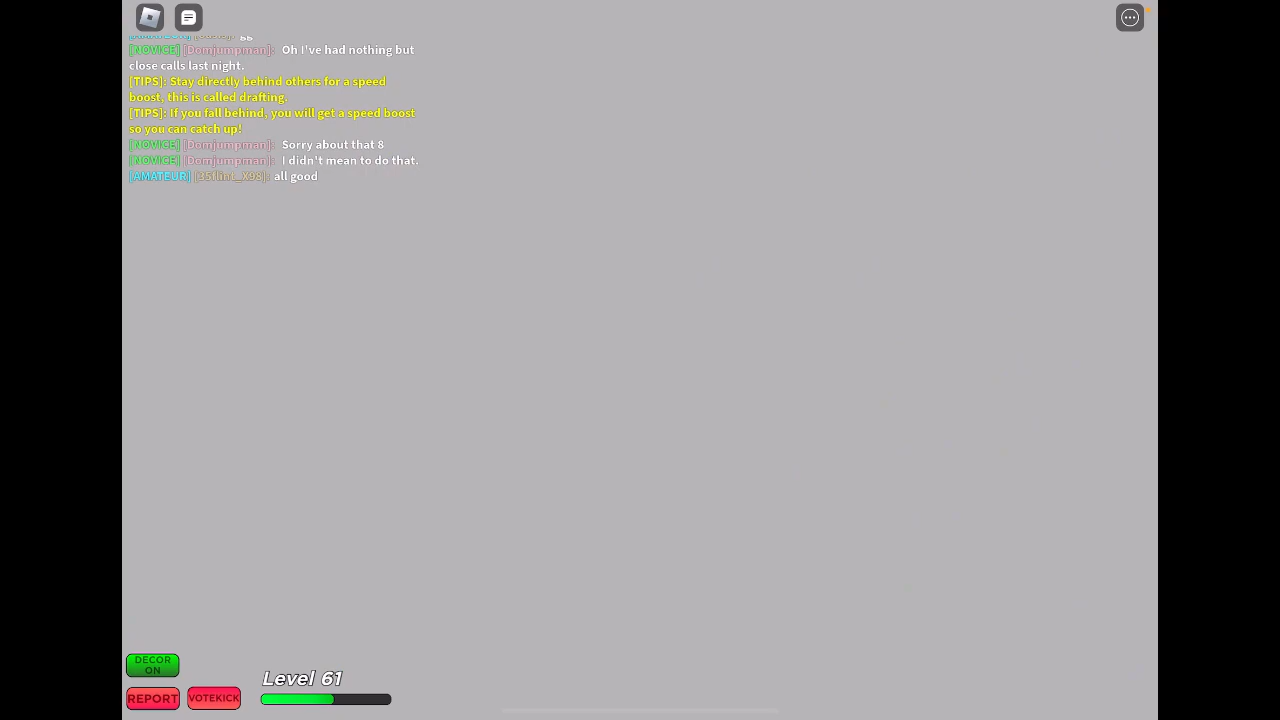 [NOVICE] [Domjumpman]: Oh I've had nothing but
close calls last night.
[TIPS]: Stay directly behind others for a speed
boost, this is called drafting.
[TIPS]: If you fall behind, you will get a speed boost
so you can catch up!
[NOVICE] [Domjumpman]: Sorry about that 8
[NOVICE] [Domjumpman]: I didn't mean to do that.
[AMATEUR] [35flint_X98]: all good
DECOR
ON
REPORT
VOTEKICK
Level 61